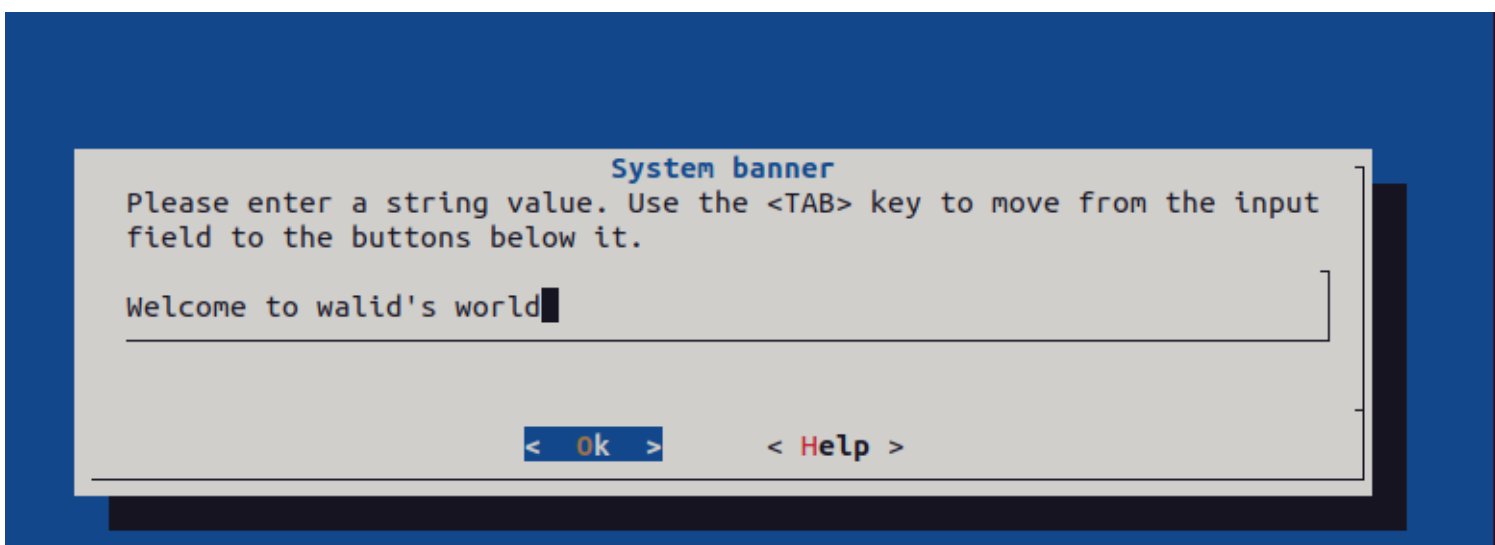 System banner
Please enter a string value. Use the <TAB> key to move from the input
field to the buttons below it.
Welcome to walid's world
< Ok > < Help >